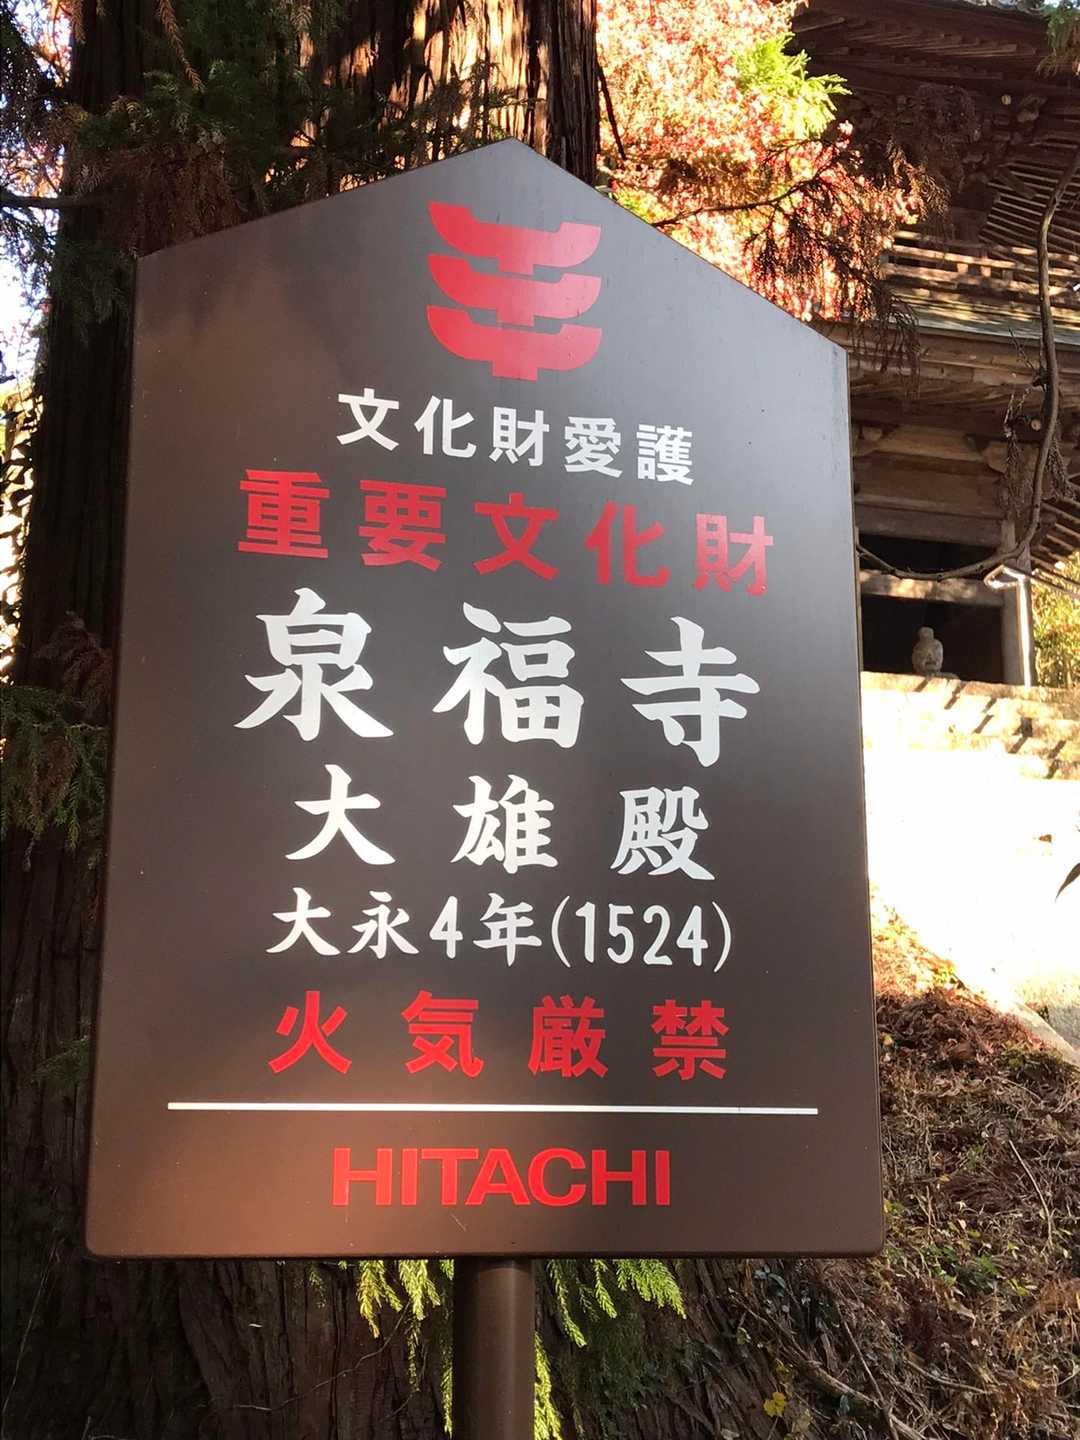 文化財愛護
重要文化財
泉福寺
大雄殿
大永4年(1524)
火気厳禁
HITACHI